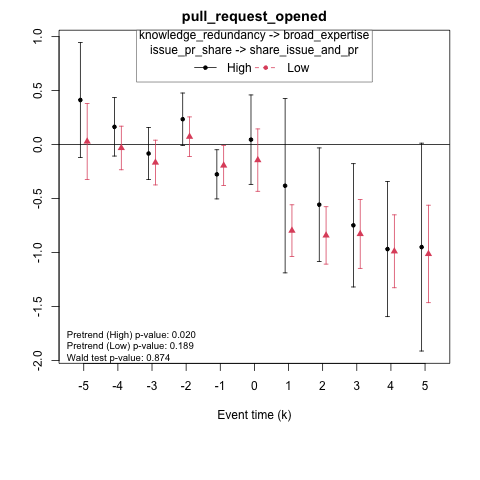 pull_request_opened
knowledge_redundancy -> broad_expertise
issue_pr_share -> share_issue_and_pr
High Low
1.0
0.5
0.0
-0.5
-1.0
-1.5
-2.0
Pretrend (High) p-value: 0.020
Pretrend (Low) p-value: 0.189
Wald test p-value: 0.874
-5 -4 -3 -2 -1 0 1 2 3 4 5
Event time (k)